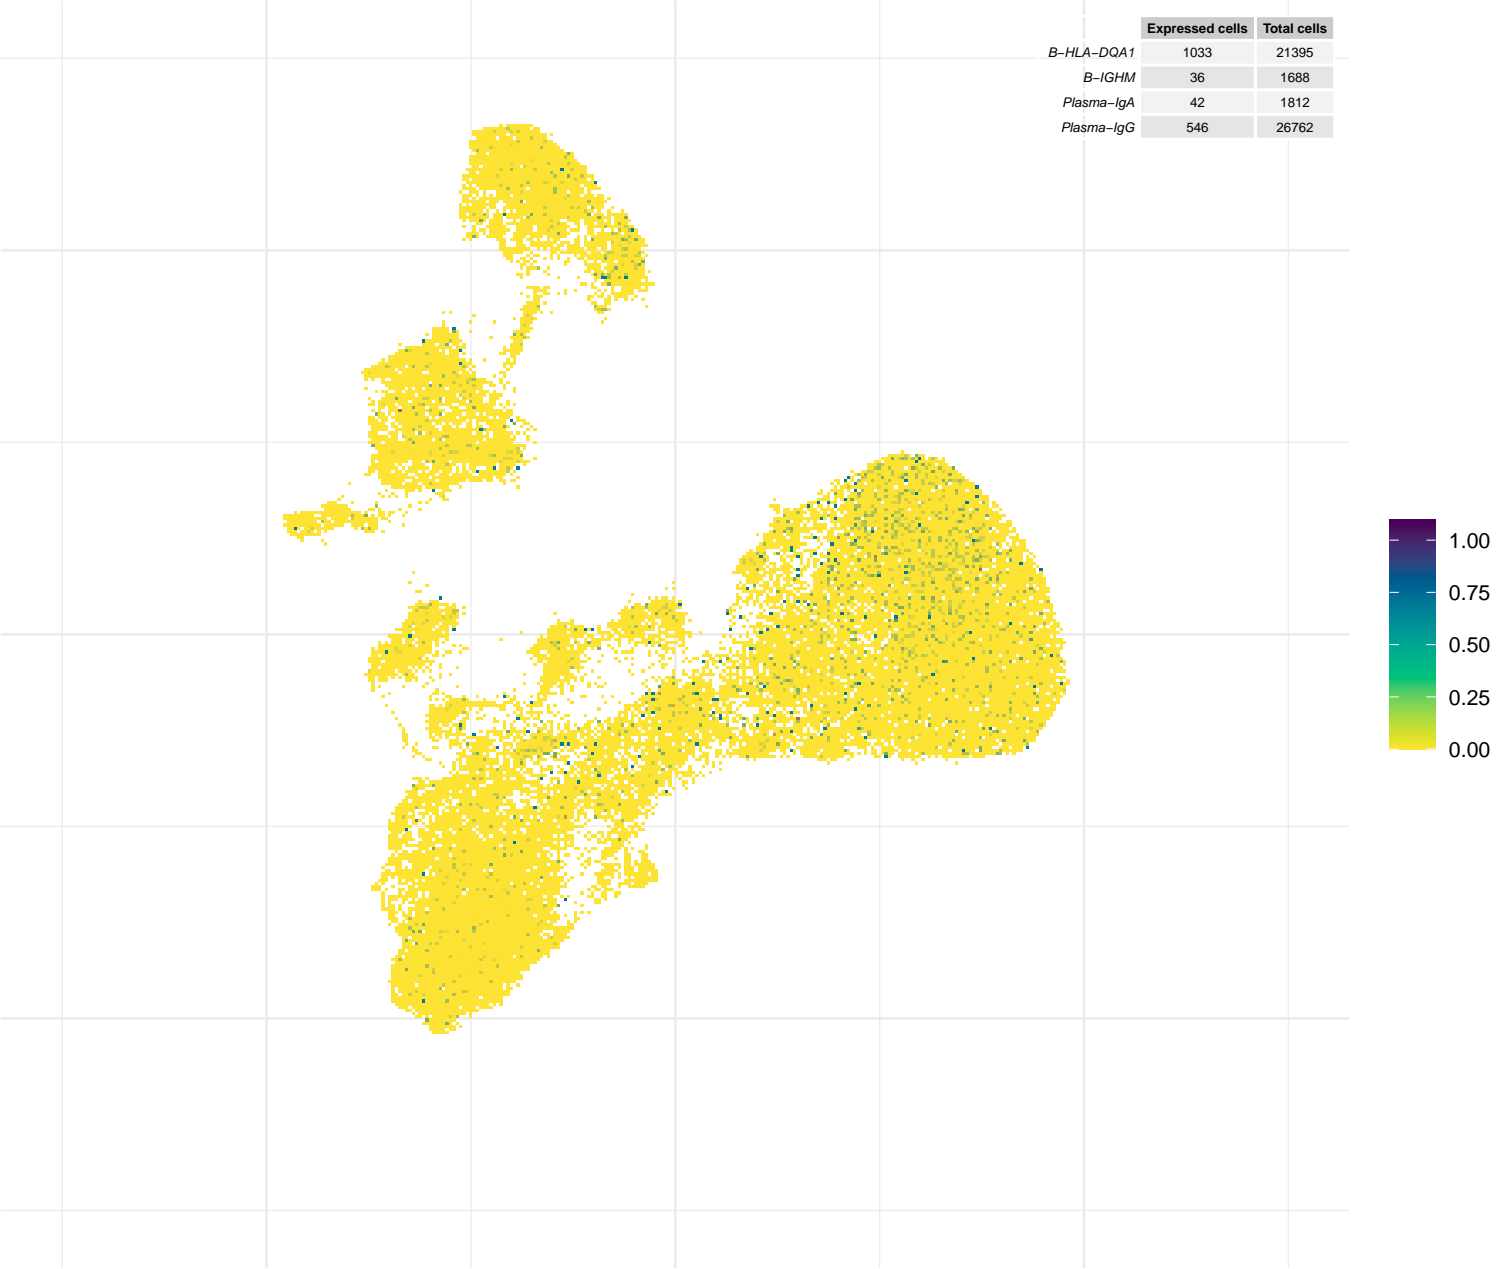 Expressed cells Total cells
B−HLA−DQA1 1033 21395
B−IGHM 36 1688
Plasma−IgA 42 1812
Plasma−IgG 546 26762
1.00
0.75
0.50
0.25
0.00